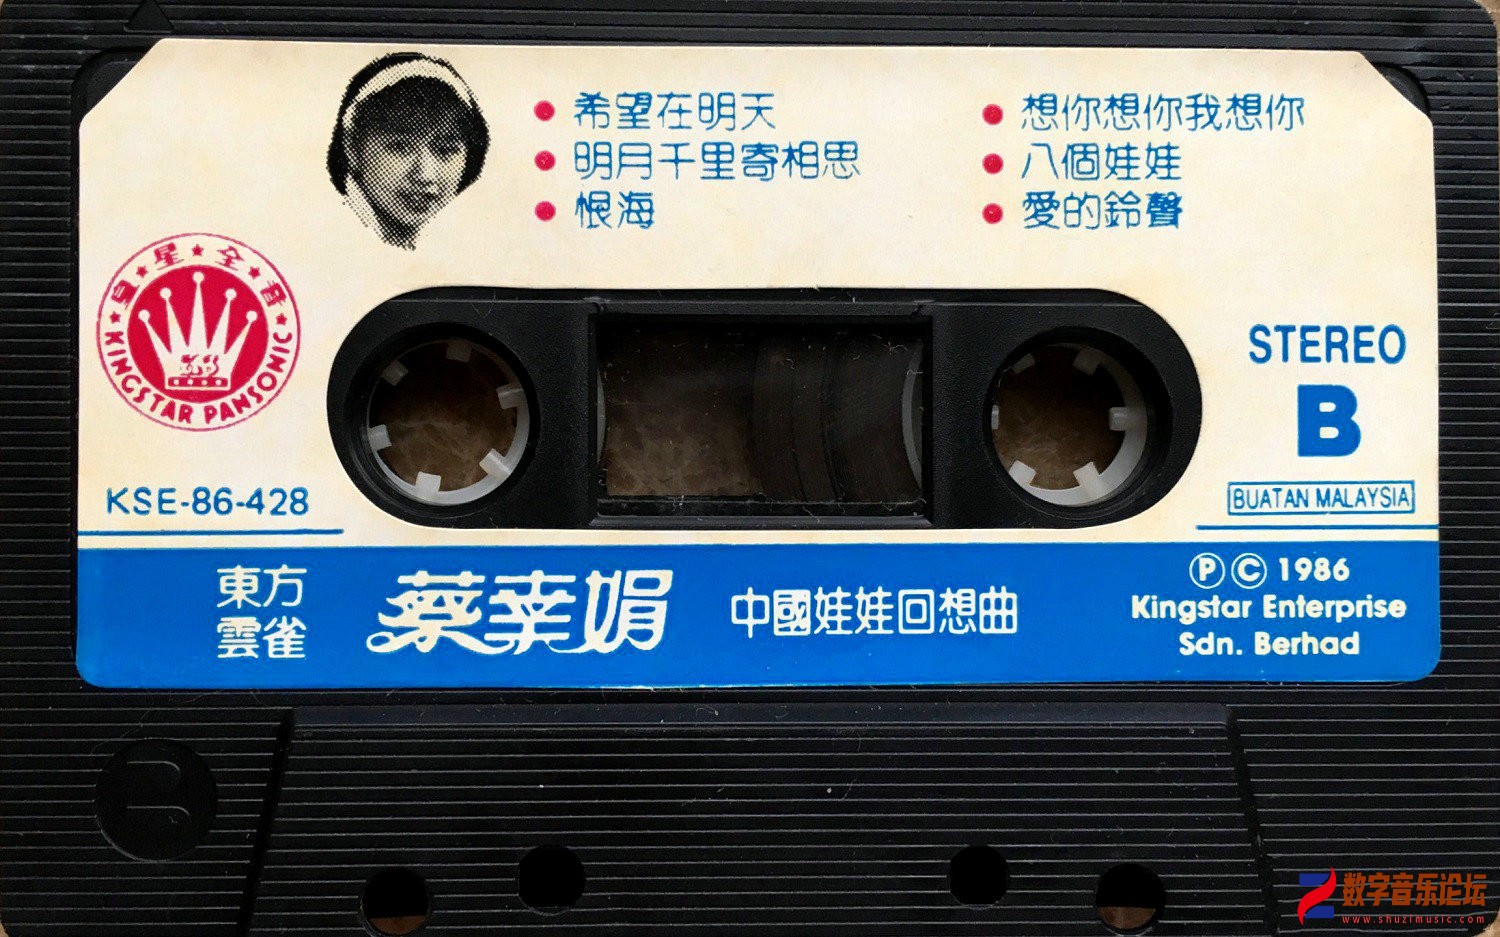 希望在明天
明月千里寄相思
恨海
想你想你我想你
八個娃娃
愛的鈴聲
皇星全音
KINGSTAR PANSONIC
STEREO
B
KSE-86-428
BUATAN MALAYSIA
東方
雲雀
蔡幸娟
中國娃娃回想曲
Ⓟ Ⓒ 1986
Kingstar Enterprise
Sdn. Berhad
数字音乐论坛
www.shuzimusic.com